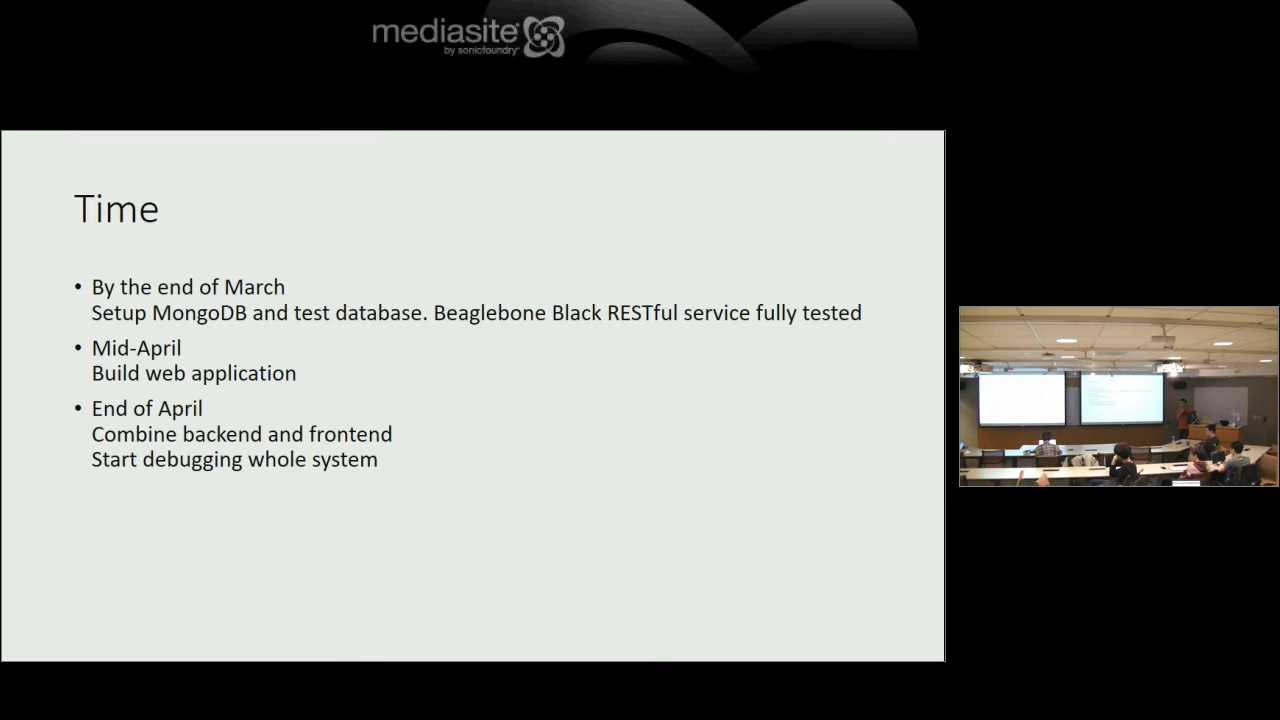 mediasite
by sonicfoundry
Time
• By the end of March
Setup MongoDB and test database. Beaglebone Black RESTful service fully tested
• Mid-April
Build web application
• End of April
Combine backend and frontend
Start debugging whole system